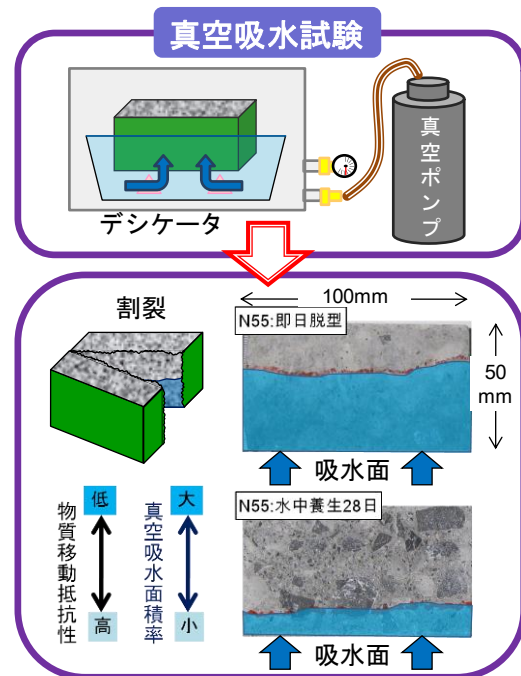 真空吸水試験
デシケータ
真空ポンプ
割裂
100mm
N55:即日脱型
50
mm
吸水面
物質移動抵抗性
低
高
真空吸水面積率
大
小
N55:水中養生28日
吸水面